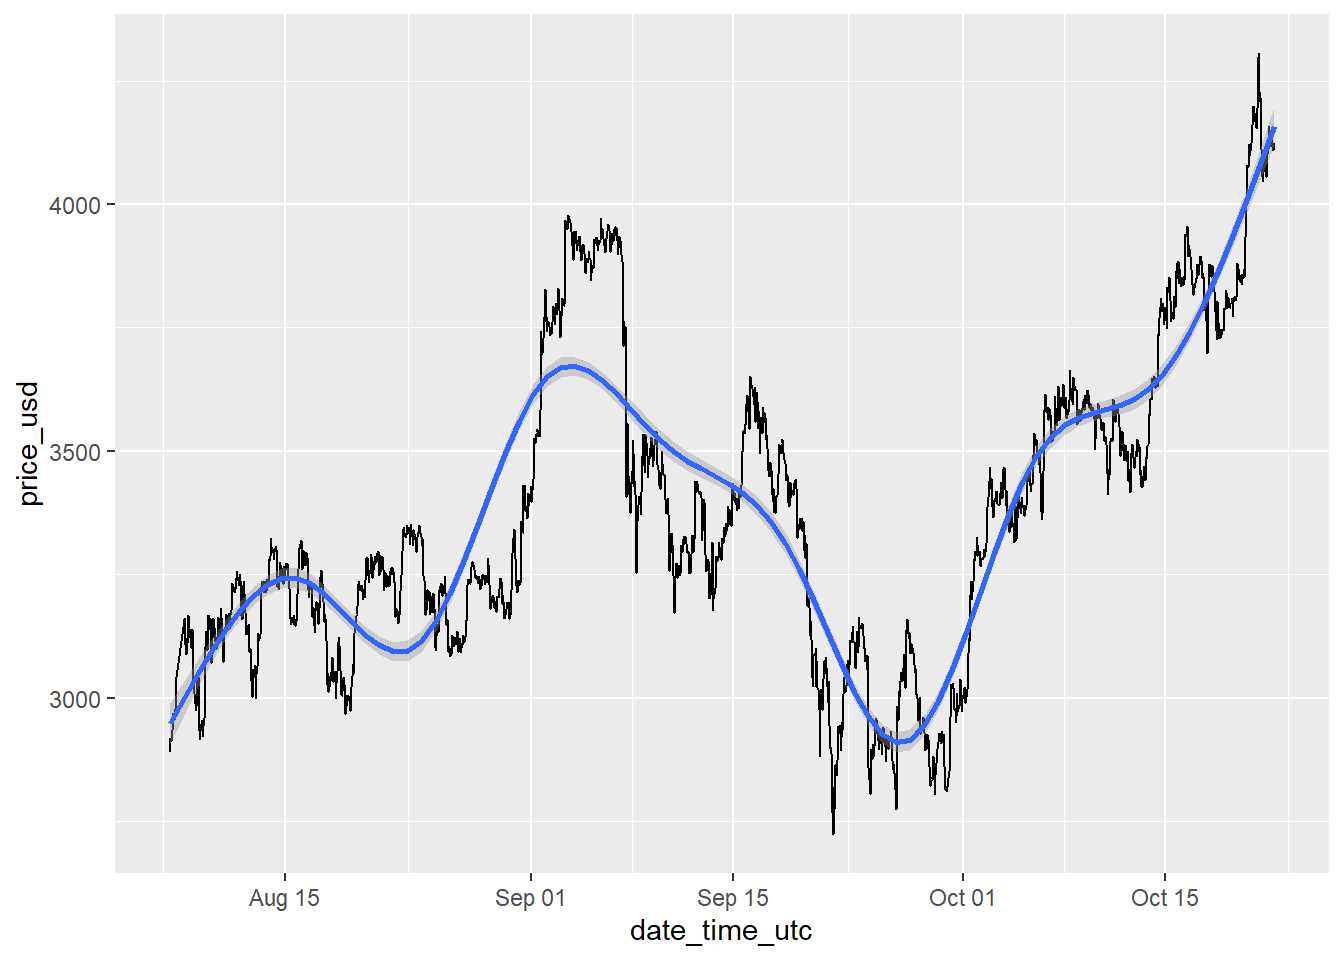 price_usd
4000
3500
3000
Aug 15
Sep 01
Sep 15
Oct 01
Oct 15
date_time_utc